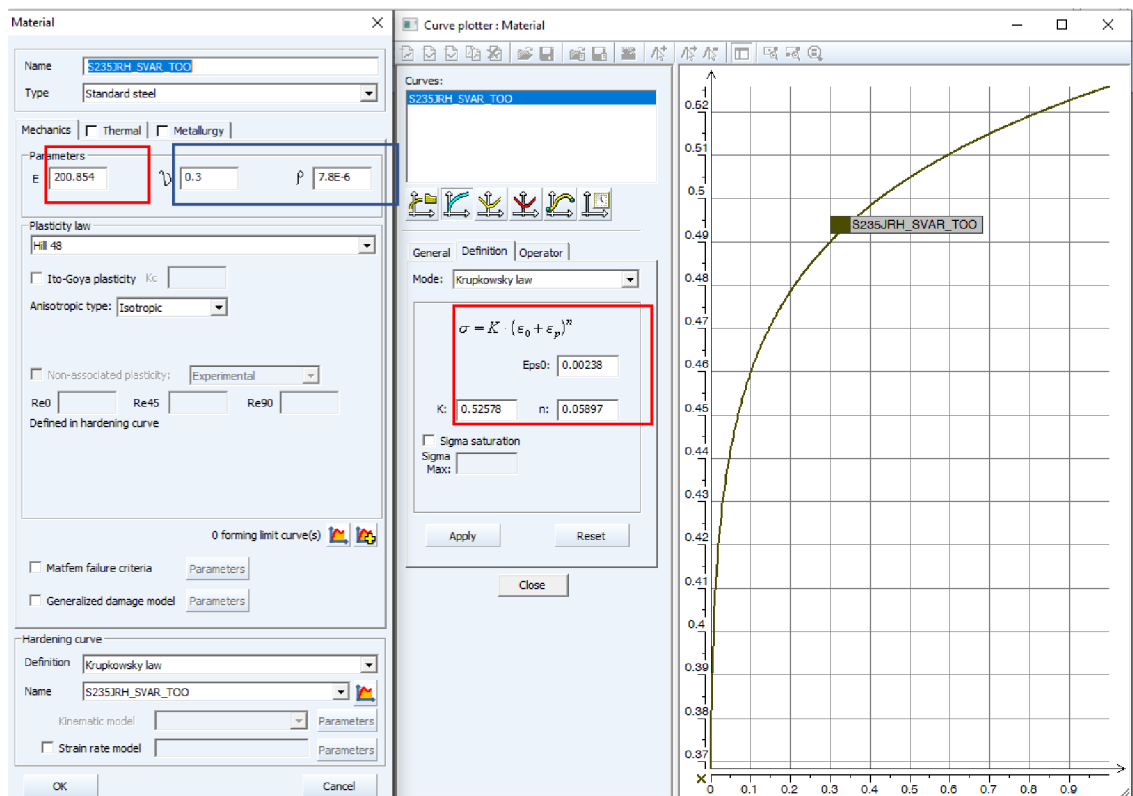 Material
Name S235JRH_SVAR_TOO
Type Standard steel
Mechanics Thermal Metallurgy
Parameters
E 200.854 υ 0.3 ρ 7.8E-6
Plasticity law
Hill 48
Ito-Goya plasticity Kc
Anisotropic type: Isotropic
Non-associated plasticity: Experimental
Re0 Re45 Re90
Defined in hardening curve
0 forming limit curve(s)
Matfem failure criteria Parameters
Generalized damage model Parameters
Hardening curve
Definition Krupkowsky law
Name S235JRH_SVAR_TOO
Kinematic model Parameters
Strain rate model Parameters
OK Cancel
Curve plotter : Material
Curves:
S235JRH_SVAR_TOO
General Definition Operator
Mode: Krupkowsky law
σ = K · (ε₀ + εₚ)ⁿ
Eps0: 0.00238
K: 0.52578 n: 0.05897
Sigma saturation
Sigma
Max:
Apply Reset
Close
0.52
0.51
0.5
0.49
0.48
0.47
0.46
0.45
0.44
0.43
0.42
0.41
0.4
0.39
0.38
0.37
S235JRH_SVAR_TOO
0 0.1 0.2 0.3 0.4 0.5 0.6 0.7 0.8 0.9